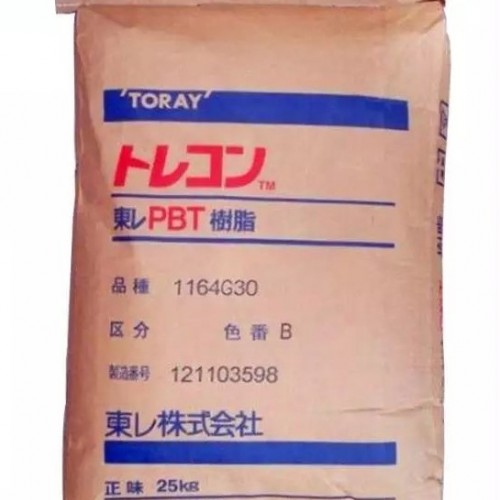 'TORAY'
トレコン™
東レPBT樹脂
品種 1164G30
区分 色番 B
製造番号 121103598
東レ株式会社
正味 25kg